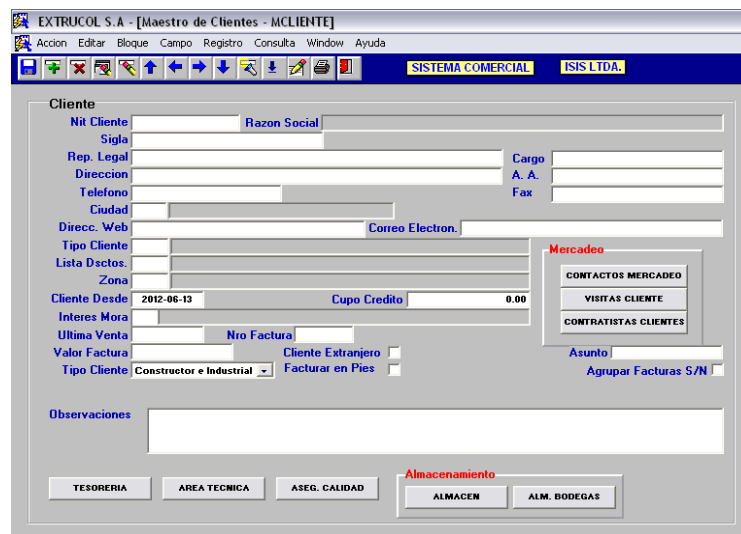 EXTRUCOL S.A - [Maestro de Clientes - MCLIENTE]
Accion Editar Bloque Campo Registro Consulta Window Ayuda
SISTEMA COMERCIAL ISIS LTDA.
Cliente
Nit Cliente Razon Social
Sigla
Rep. Legal Cargo
Direccion A. A.
Telefono Fax
Ciudad
Direcc. Web Correo Electron.
Tipo Cliente Mercadeo
Lista Dsctos.
CONTACTOS MERCADEO
Zona
Cliente Desde 2012-06-13 Cupo Credito 0.00 VISITAS CLIENTE
Interes Mora CONTRATISTAS CLIENTES
Ultima Venta Nro Factura
Valor Factura Cliente Extranjero Asunto
Tipo Cliente Constructor e Industrial Facturar en Pies Agrupar Facturas S/N
Observaciones
Almacenamiento
TESORERIA AREA TECNICA ASEG. CALIDAD ALMACEN ALM. BODEGAS